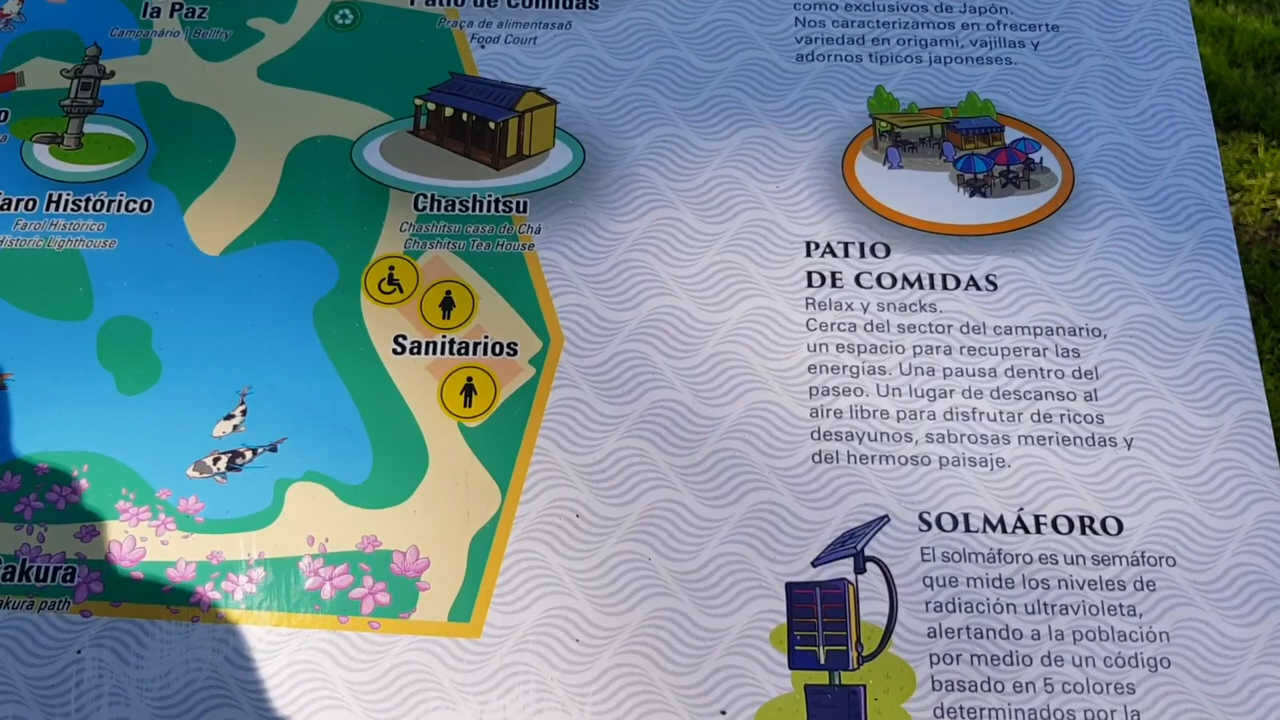 la Paz
Campanário | Bellfry
Patio de Comidas
Praça de alimentasaõ
Food Court
Faro Histórico
Farol Histórico
Historic Lighthouse
Chashitsu
Chashitsu casa de Chá
Chashitsu Tea House
Sanitarios
akura
akura path
como exclusivos de Japón.
Nos caracterizamos en ofrecerte
variedad en origami, vajillas y
adornos típicos japoneses.
PATIO
DE COMIDAS
Relax y snacks.
Cerca del sector del campanario,
un espacio para recuperar las
energías. Una pausa dentro del
paseo. Un lugar de descanso al
aire libre para disfrutar de ricos
desayunos, sabrosas meriendas y
del hermoso paisaje.
SOLMÁFORO
El solmáforo es un semáforo
que mide los niveles de
radiación ultravioleta,
alertando a la población
por medio de un código
basado en 5 colores
determinados por la